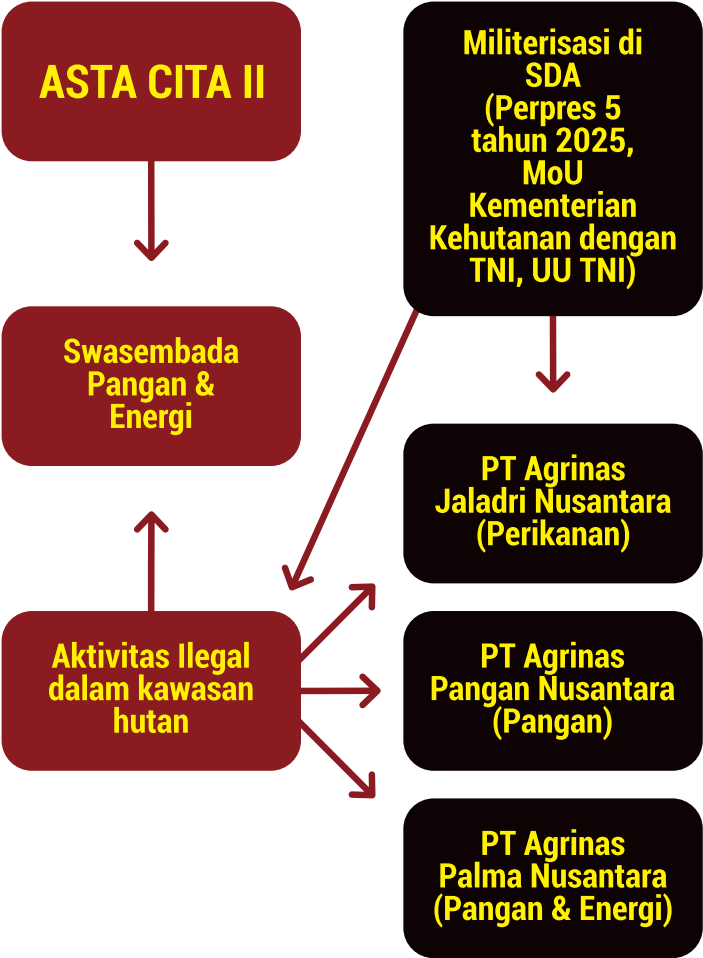 ASTA CITA II
Militerisasi di
SDA
(Perpres 5
tahun 2025,
MoU
Kementerian
Kehutanan dengan
TNI, UU TNI)
Swasembada
Pangan &
Energi
PT Agrinas
Jaladri Nusantara
(Perikanan)
Aktivitas Ilegal
dalam kawasan
hutan
PT Agrinas
Pangan Nusantara
(Pangan)
PT Agrinas
Palma Nusantara
(Pangan & Energi)